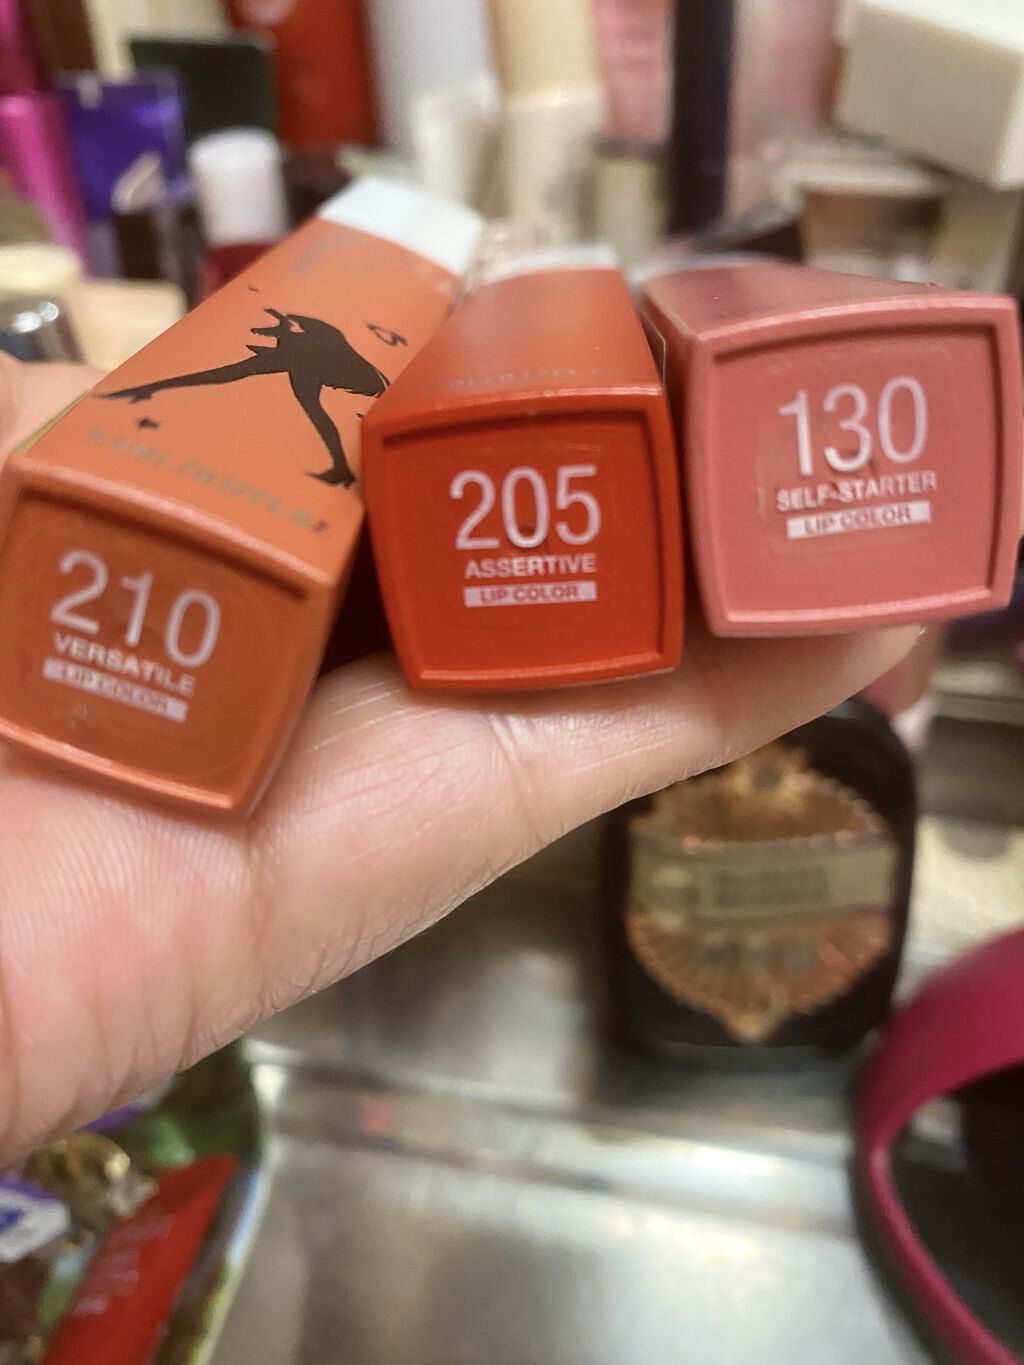 210
VERSATILE
LIP COLOR
205
ASSERTIVE
LIP COLOR
130
SELF-STARTER
LIP COLOR